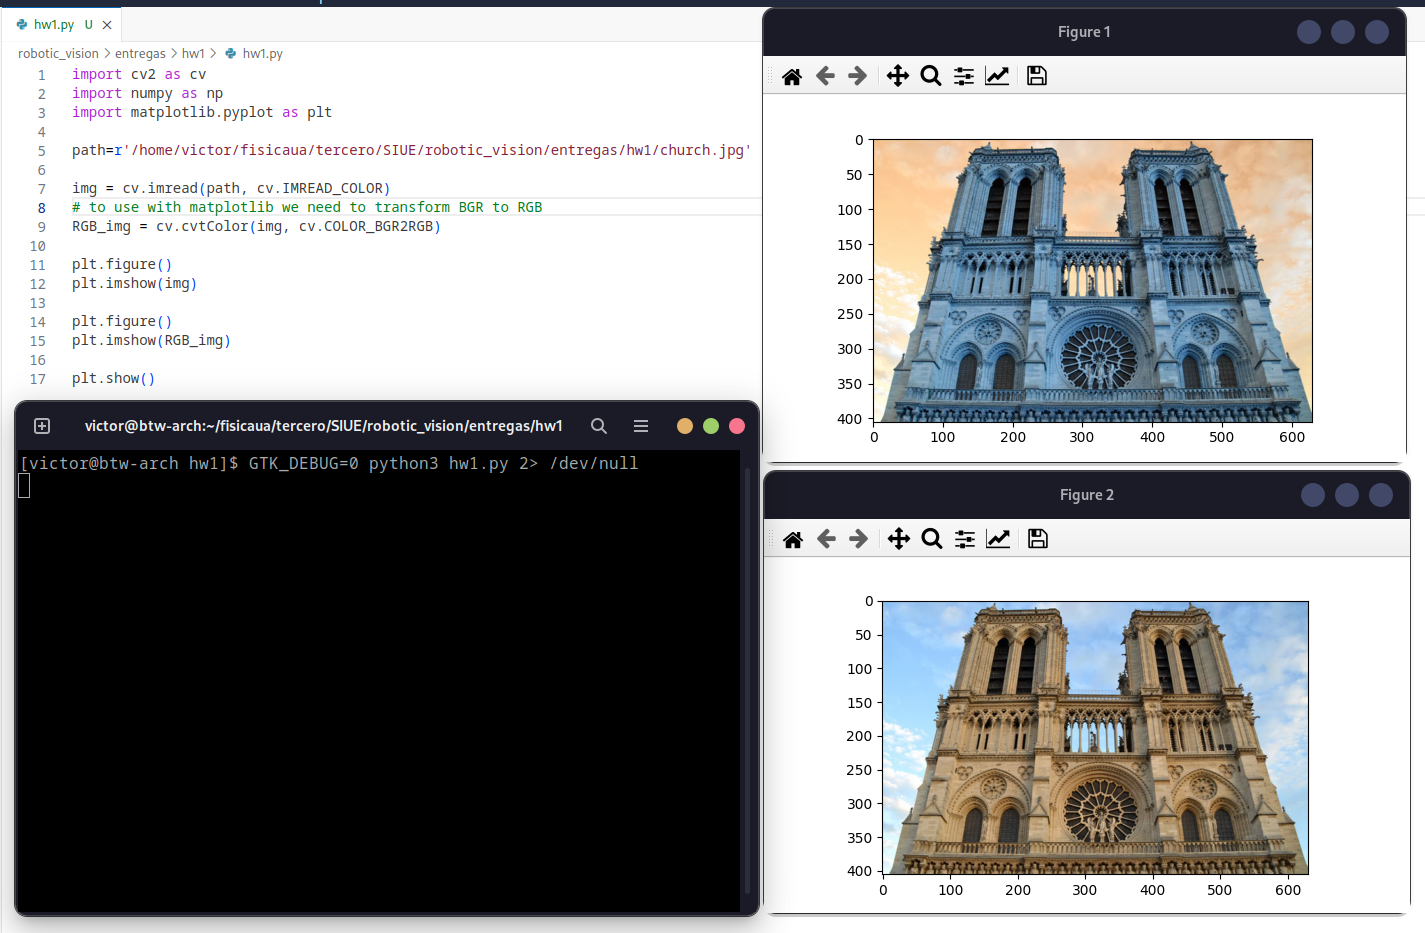 hw1.py U
robotic_vision > entregas > hw1 > hw1.py
1 import cv2 as cv
2 import numpy as np
3 import matplotlib.pyplot as plt
4
5 path=r'/home/victor/fisicaua/tercero/SIUE/robotic_vision/entregas/hw1/church.jpg'
6
7 img = cv.imread(path, cv.IMREAD_COLOR)
8 # to use with matplotlib we need to transform BGR to RGB
9 RGB_img = cv.cvtColor(img, cv.COLOR_BGR2RGB)
10
11 plt.figure()
12 plt.imshow(img)
13
14 plt.figure()
15 plt.imshow(RGB_img)
16
17 plt.show()
victor@btw-arch:~/fisicaua/tercero/SIUE/robotic_vision/entregas/hw1
[victor@btw-arch hw1]$ GTK_DEBUG=0 python3 hw1.py 2> /dev/null
Figure 1
0
50
100
150
200
250
300
350
400
0 100 200 300 400 500 600
Figure 2
0
50
100
150
200
250
300
350
400
0 100 200 300 400 500 600